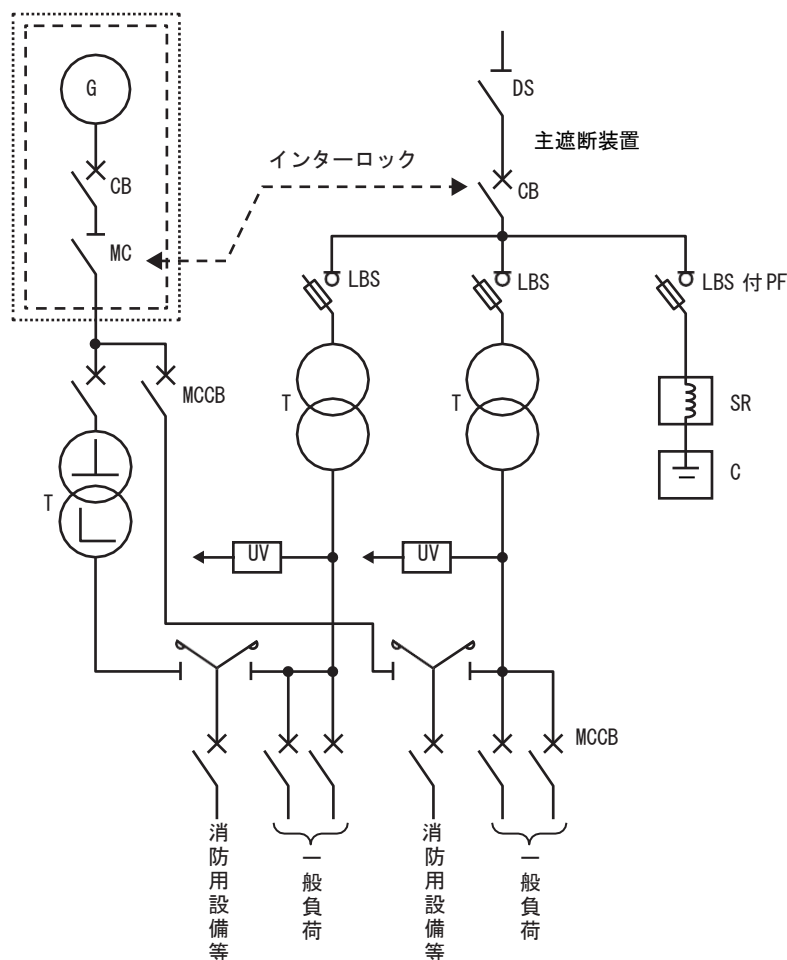 G
CB
MC
インターロック
DS
主遮断装置
CB
LBS
LBS
LBS 付 PF
MCCB
T
T
T
SR
C
UV
UV
MCCB
消防用設備等
一般負荷
消防用設備等
一般負荷